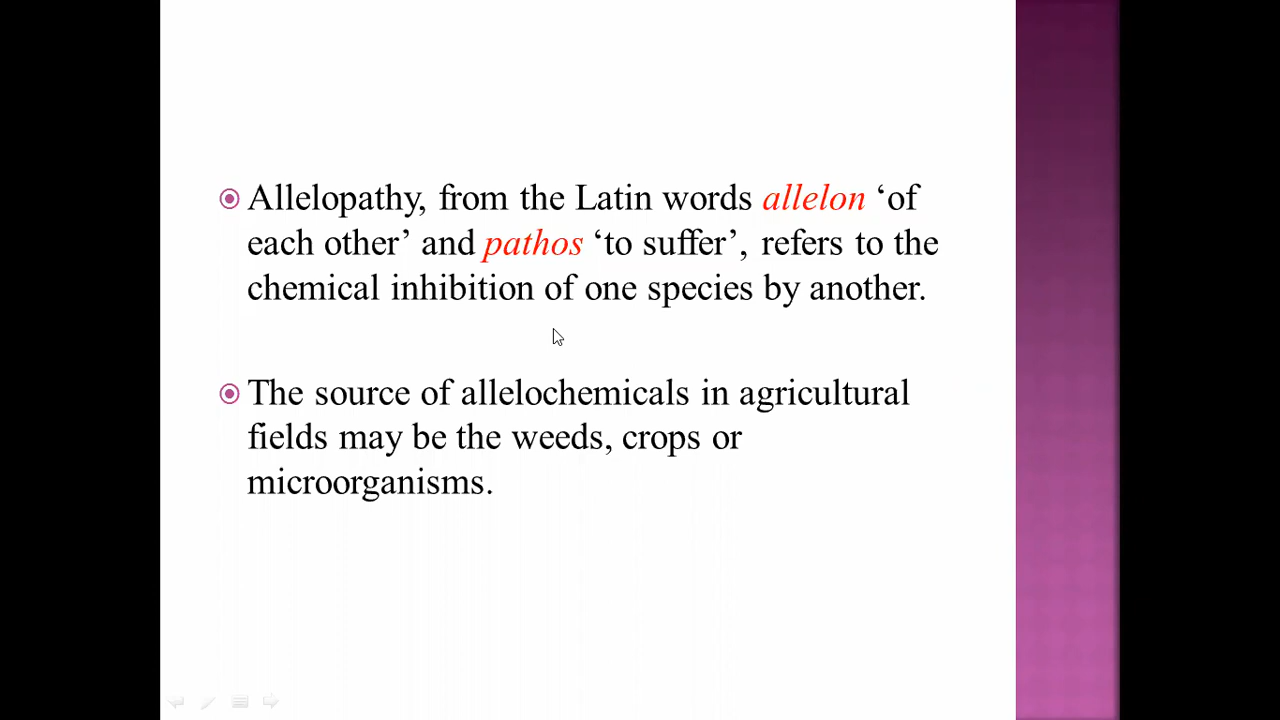 Allelopathy, from the Latin words allelon ‘of
each other’ and pathos ‘to suffer’, refers to the
chemical inhibition of one species by another.
The source of allelochemicals in agricultural
fields may be the weeds, crops or
microorganisms.